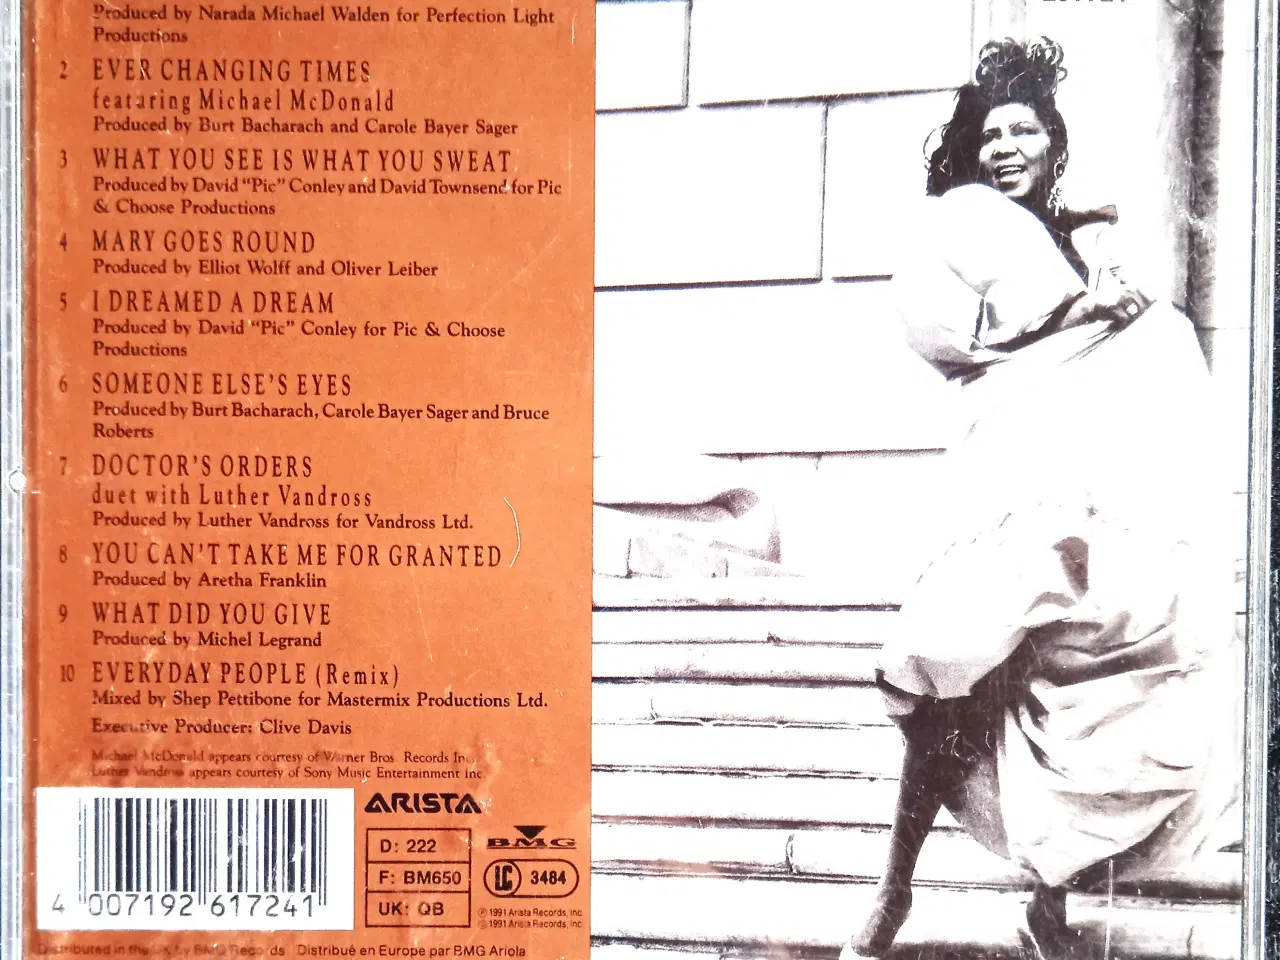 Produced by Narada Michael Walden for Perfection Light
Productions
2 EVER CHANGING TIMES
featuring Michael McDonald
Produced by Burt Bacharach and Carole Bayer Sager
3 WHAT YOU SEE IS WHAT YOU SWEAT
Produced by David "Pic" Conley and David Townsend for Pic
& Choose Productions
4 MARY GOES ROUND
Produced by Elliot Wolff and Oliver Leiber
5 I DREAMED A DREAM
Produced by David "Pic" Conley for Pic & Choose
Productions
6 SOMEONE ELSE'S EYES
Produced by Burt Bacharach, Carole Bayer Sager and Bruce
Roberts
7 DOCTOR'S ORDERS
duet with Luther Vandross
Produced by Luther Vandross for Vandross Ltd.
8 YOU CAN'T TAKE ME FOR GRANTED
Produced by Aretha Franklin
9 WHAT DID YOU GIVE
Produced by Michel Legrand
10 EVERYDAY PEOPLE (Remix)
Mixed by Shep Pettibone for Mastermix Productions Ltd.
Executive Producer: Clive Davis
Michael McDonald appears courtesy of Warner Bros Records
Luther Vandross appears courtesy of Sony Music Entertainment Inc
ARISTA
D: 222
F: BM650
UK: QB
BMG
LC 3484
4 007192 617241
℗ 1991 Arista Records, Inc
© 1991 Arista Records, Inc
Distributed in the UK by BMG Records Distribué en Europe par BMG Ariola